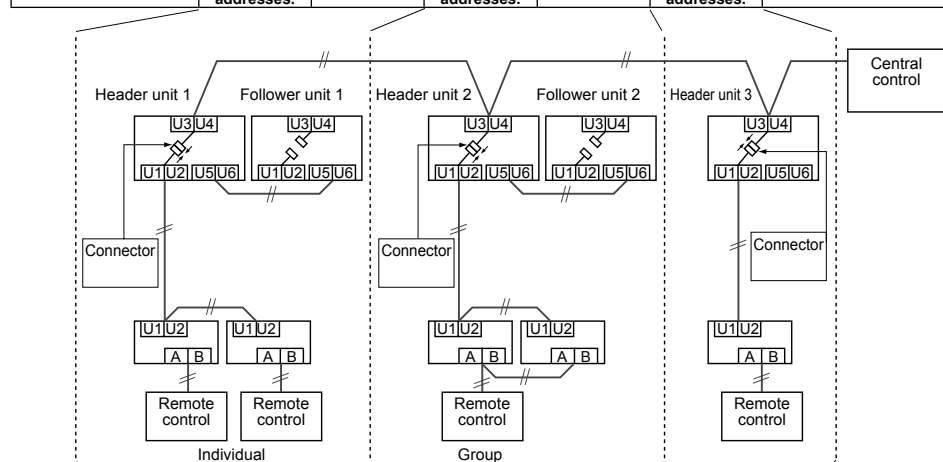 addresses. addresses. addresses.
Central
control
Header unit 1 Follower unit 1 Header unit 2 Follower unit 2 Header unit 3
U3 U4 U3 U4 U3 U4 U3 U4 U3 U4
U1 U2 U5 U6 U1 U2 U5 U6 U1 U2 U5 U6 U1 U2 U5 U6 U1 U2 U5 U6
Connector Connector Connector
U1 U2 U1 U2 U1 U2 U1 U2 U1 U2
A B A B A B A B A B
Remote
control
Remote
control
Remote
control
Remote
control
Individual Group